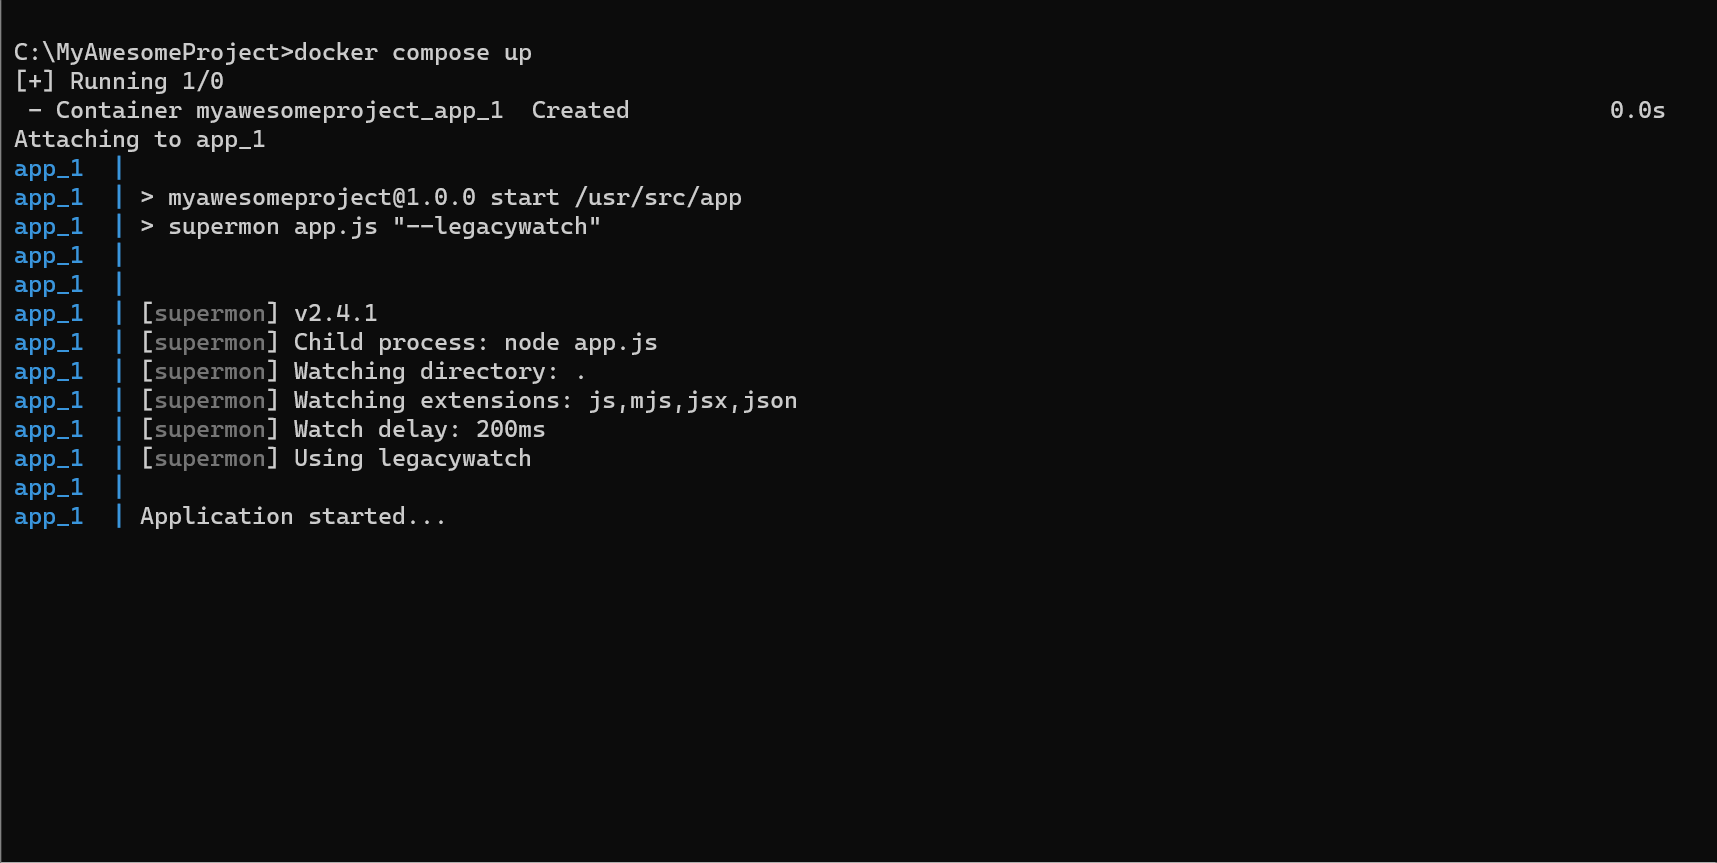 C:\MyAwesomeProject>docker compose up
[+] Running 1/0
 - Container myawesomeproject_app_1  Created 0.0s
Attaching to app_1
app_1  |
app_1  | > myawesomeproject@1.0.0 start /usr/src/app
app_1  | > supermon app.js "--legacywatch"
app_1  |
app_1  |
app_1  | [supermon] v2.4.1
app_1  | [supermon] Child process: node app.js
app_1  | [supermon] Watching directory: .
app_1  | [supermon] Watching extensions: js,mjs,jsx,json
app_1  | [supermon] Watch delay: 200ms
app_1  | [supermon] Using legacywatch
app_1  |
app_1  | Application started...